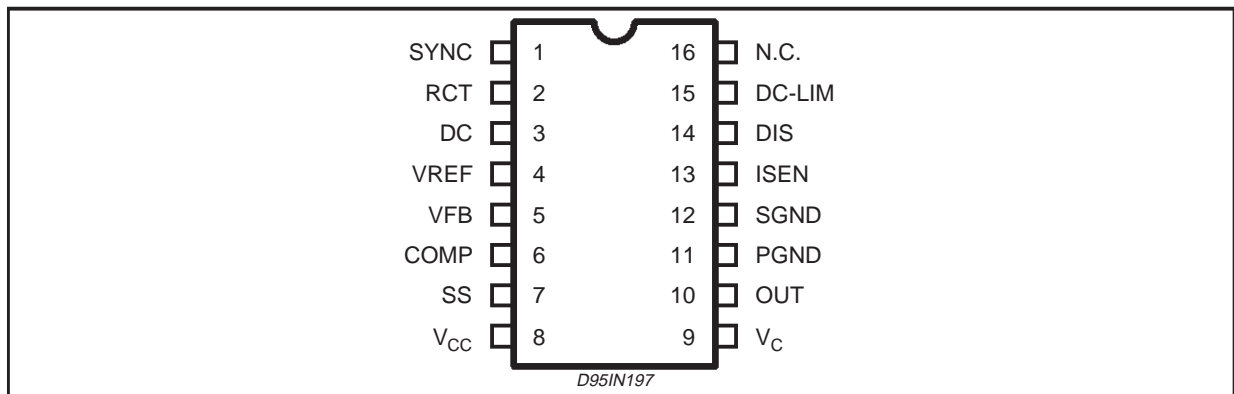 SYNC 1 16 N.C.
RCT 2 15 DC-LIM
DC 3 14 DIS
VREF 4 13 ISEN
VFB 5 12 SGND
COMP 6 11 PGND
SS 7 10 OUT
VCC 8 9 VC
D95IN197